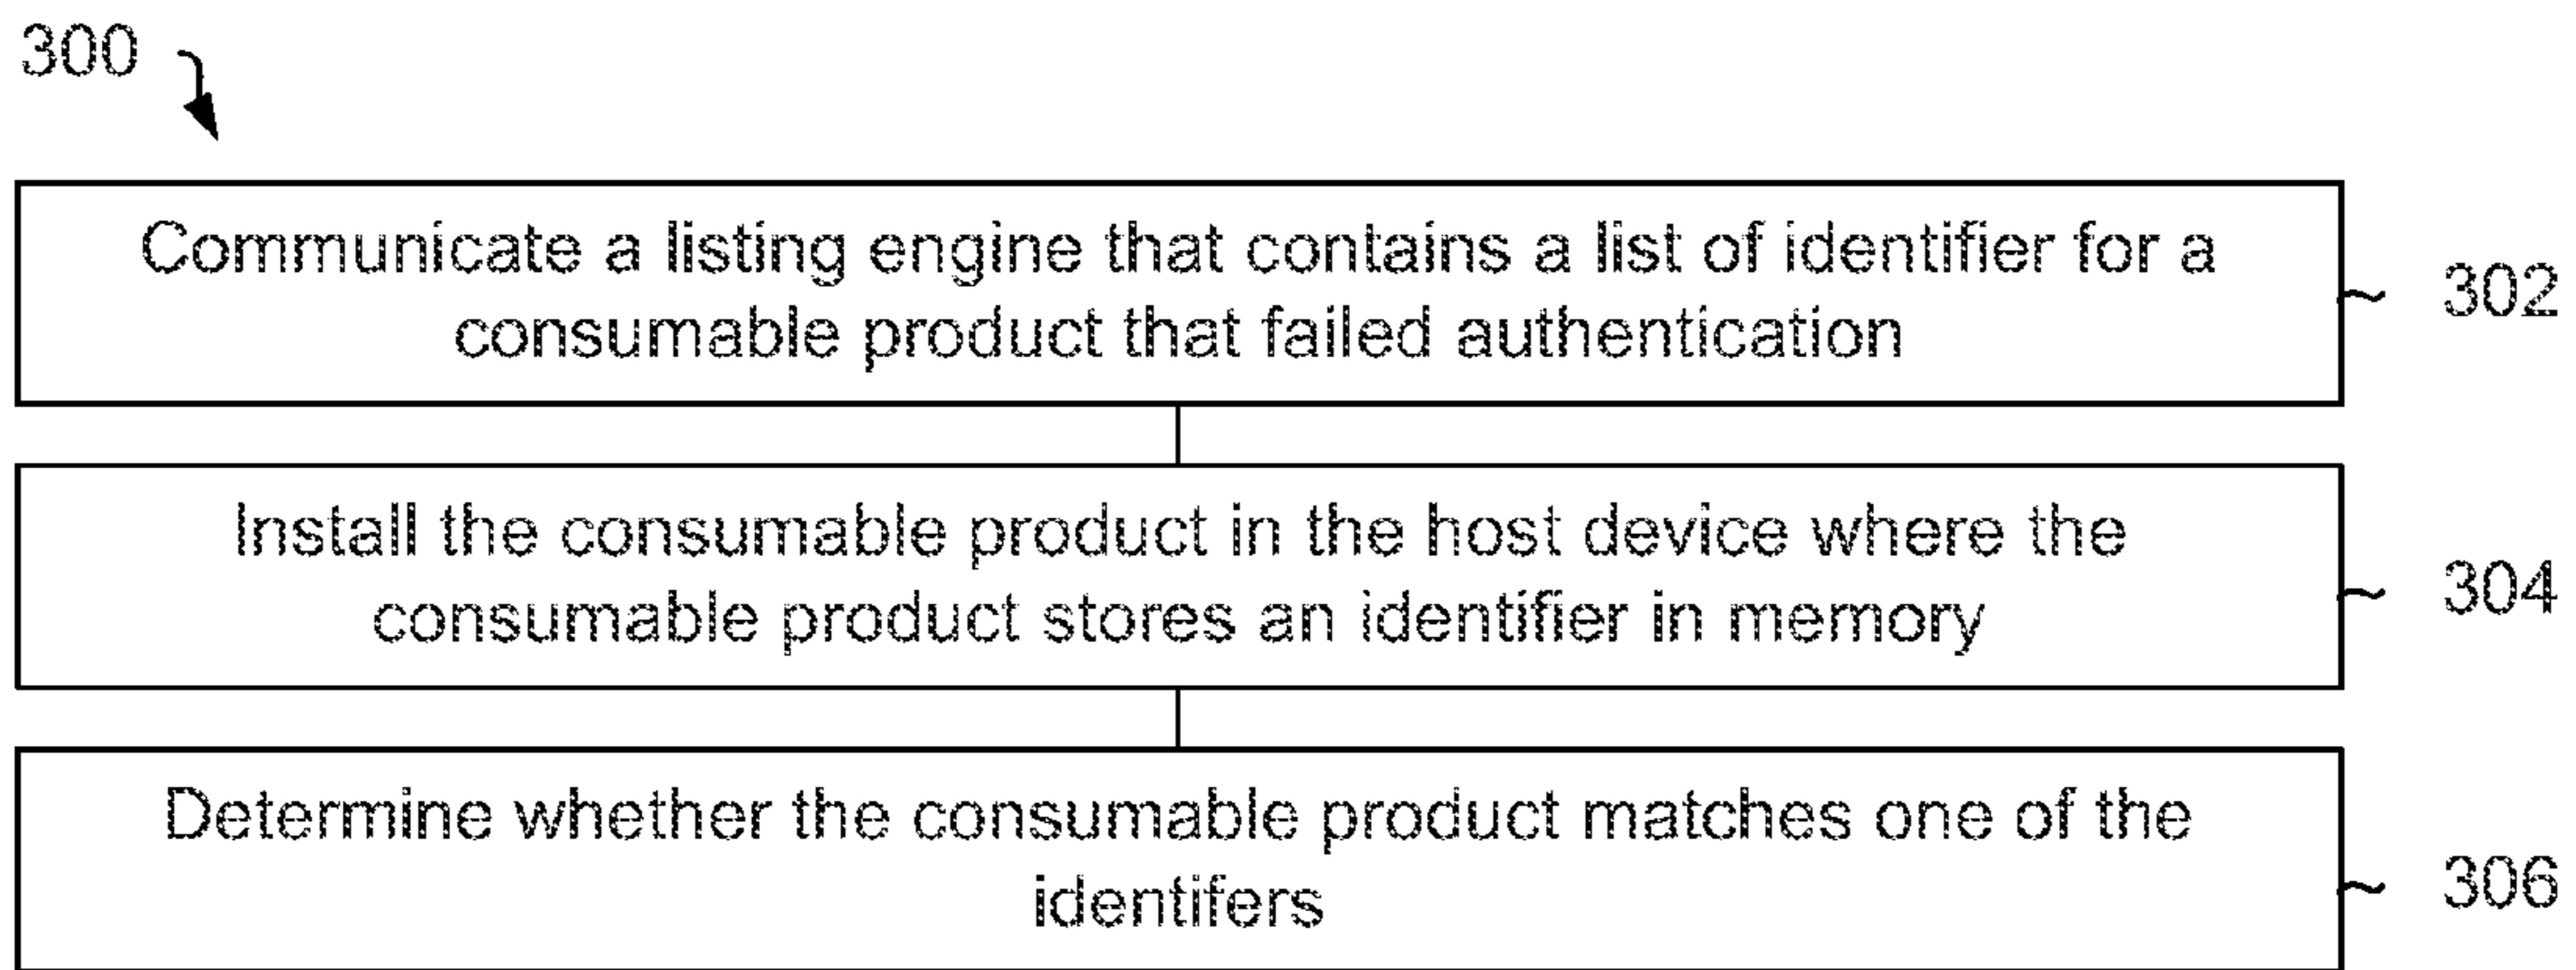 300
Communicate a listing engine that contains a list of identifier for a
consumable product that failed authentication
302
Install the consumable product in the host device where the
consumable product stores an identifier in memory
304
Determine whether the consumable product matches one of the
identifers
306